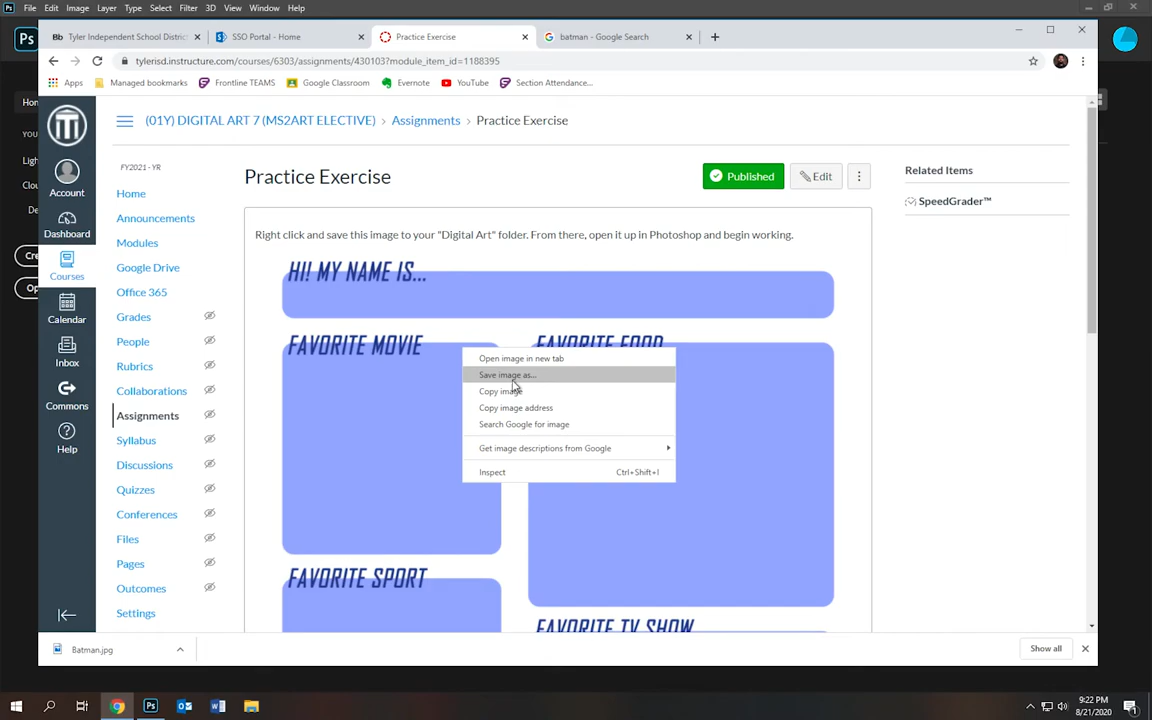 Ps File Edit Image Layer Type Select Filter 3D View Window Help
Bb Tyler Independent School District
SSO Portal - Home
Practice Exercise
batman - Google Search
tylerisd.instructure.com/courses/6303/assignments/430103?module_item_id=1188395
Apps Managed bookmarks Frontline TEAMS Google Classroom Evernote YouTube Section Attendance...
Ps
(01Y) DIGITAL ART 7 (MS2ART ELECTIVE) › Assignments › Practice Exercise
Account
Dashboard
Courses
Calendar
Inbox
Commons
Help
FY2021 - YR
Home
Announcements
Modules
Google Drive
Office 365
Grades
People
Rubrics
Collaborations
Assignments
Syllabus
Discussions
Quizzes
Conferences
Files
Pages
Outcomes
Settings
Practice Exercise
Published
Edit
Related Items
SpeedGrader™
Right click and save this image to your "Digital Art" folder. From there, open it up in Photoshop and begin working.
HI! MY NAME IS...
FAVORITE MOVIE
FAVORITE FOOD
Open image in new tab
Save image as...
Copy image
Copy image address
Search Google for image
Get image descriptions from Google
Inspect Ctrl+Shift+I
FAVORITE SPORT
FAVORITE TV SHOW
Batman.jpg
Show all
9:22 PM
8/21/2020